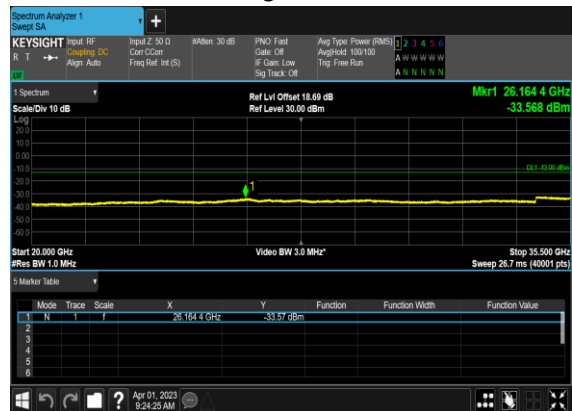 Spectrum Analyzer 1
Swept SA
KEYSIGHT Input: RF Input Z: 50 Ω #Atten: 30 dB PNO: Fast Avg Type: Power (RMS) 1 2 3 4 5 6
R T Coupling: DC Corr CCorr Gate: Off Avg|Hold: 100/100 A W W W W W
Align: Auto Freq Ref: Int (S) IF Gain: Low Trig: Free Run
Sig Track: Off A N N N N N
1 Spectrum
Ref Lvl Offset 18.69 dB Mkr1 26.164 4 GHz
Scale/Div 10 dB Ref Level 30.00 dBm -33.568 dBm
Log
20.0
10.0
0.00
-10.0
DL1 -13.00 dBm
-20.0
1
-30.0
-40.0
-50.0
-60.0
Start 20.000 GHz Video BW 3.0 MHz* Stop 35.500 GHz
#Res BW 1.0 MHz Sweep 26.7 ms (40001 pts)
5 Marker Table
Mode Trace Scale X Y Function Function Width Function Value
1 N 1 f 26.164 4 GHz -33.57 dBm
2
3
4
5
6
? Apr 01, 2023
9:24:25 AM